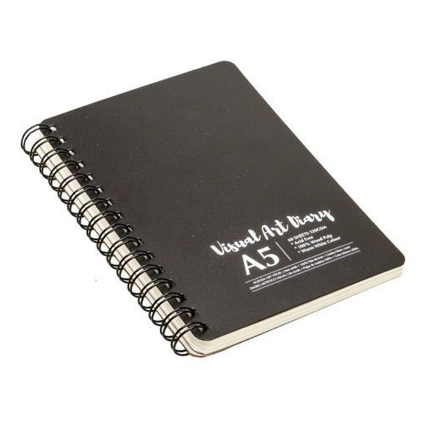 Visual Art Diary
A5
60 SHEETS 110GSM
• Acid Free
• 100% Wood Pulp
• Warm White Colour